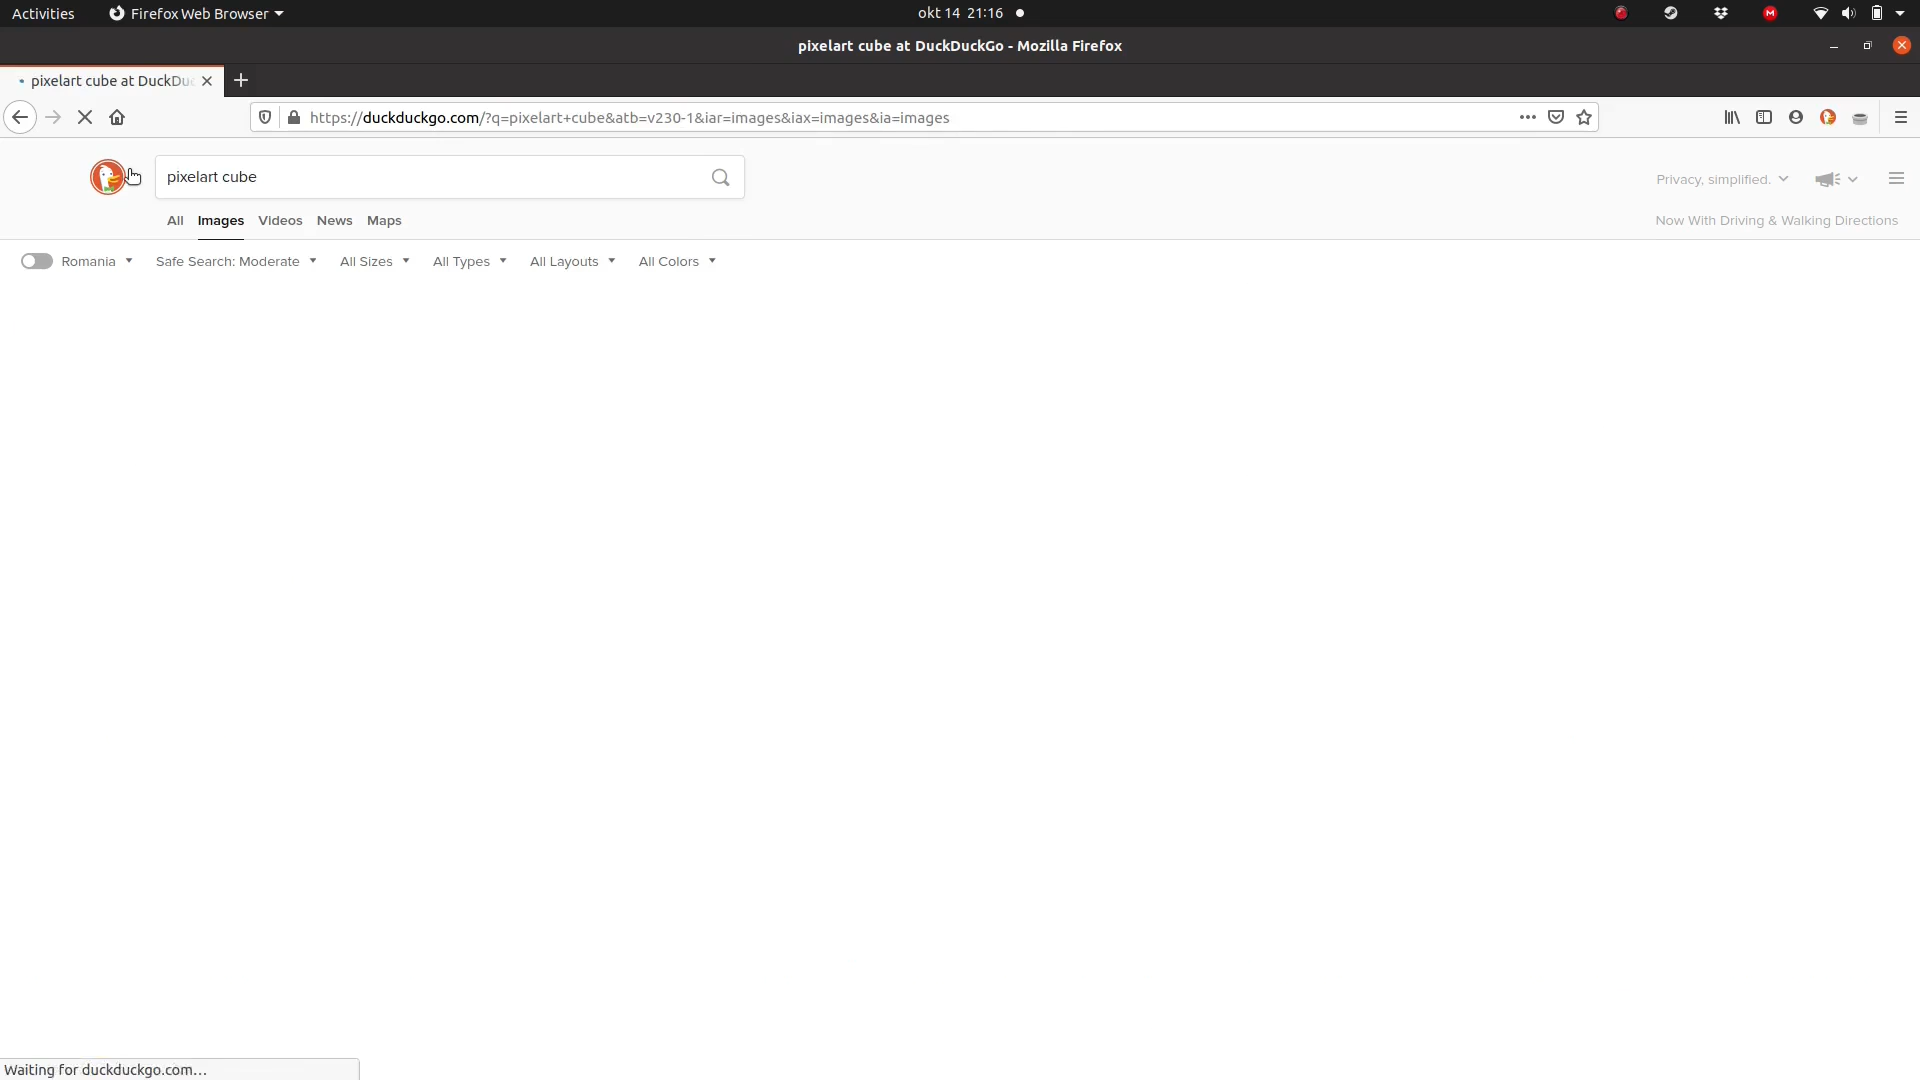 Activities Firefox Web Browser okt 14 21:16
pixelart cube at DuckDuckGo - Mozilla Firefox
pixelart cube at DuckDu
https://duckduckgo.com/?q=pixelart+cube&atb=v230-1&iar=images&iax=images&ia=images
pixelart cube
Privacy, simplified.
All Images Videos News Maps
Now With Driving & Walking Directions
Romania Safe Search: Moderate All Sizes All Types All Layouts All Colors
Waiting for duckduckgo.com…